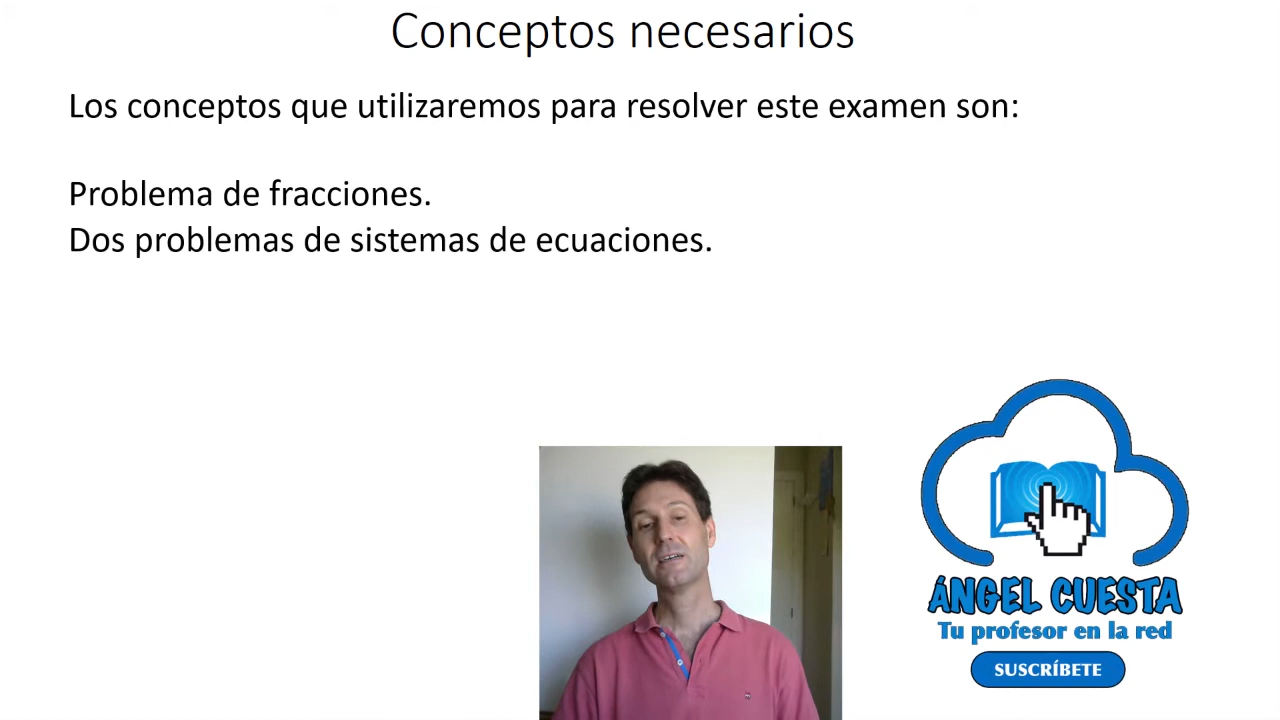 Conceptos necesarios
Los conceptos que utilizaremos para resolver este examen son:
Problema de fracciones.
Dos problemas de sistemas de ecuaciones.
ÁNGEL CUESTA
Tu profesor en la red
SUSCRÍBETE